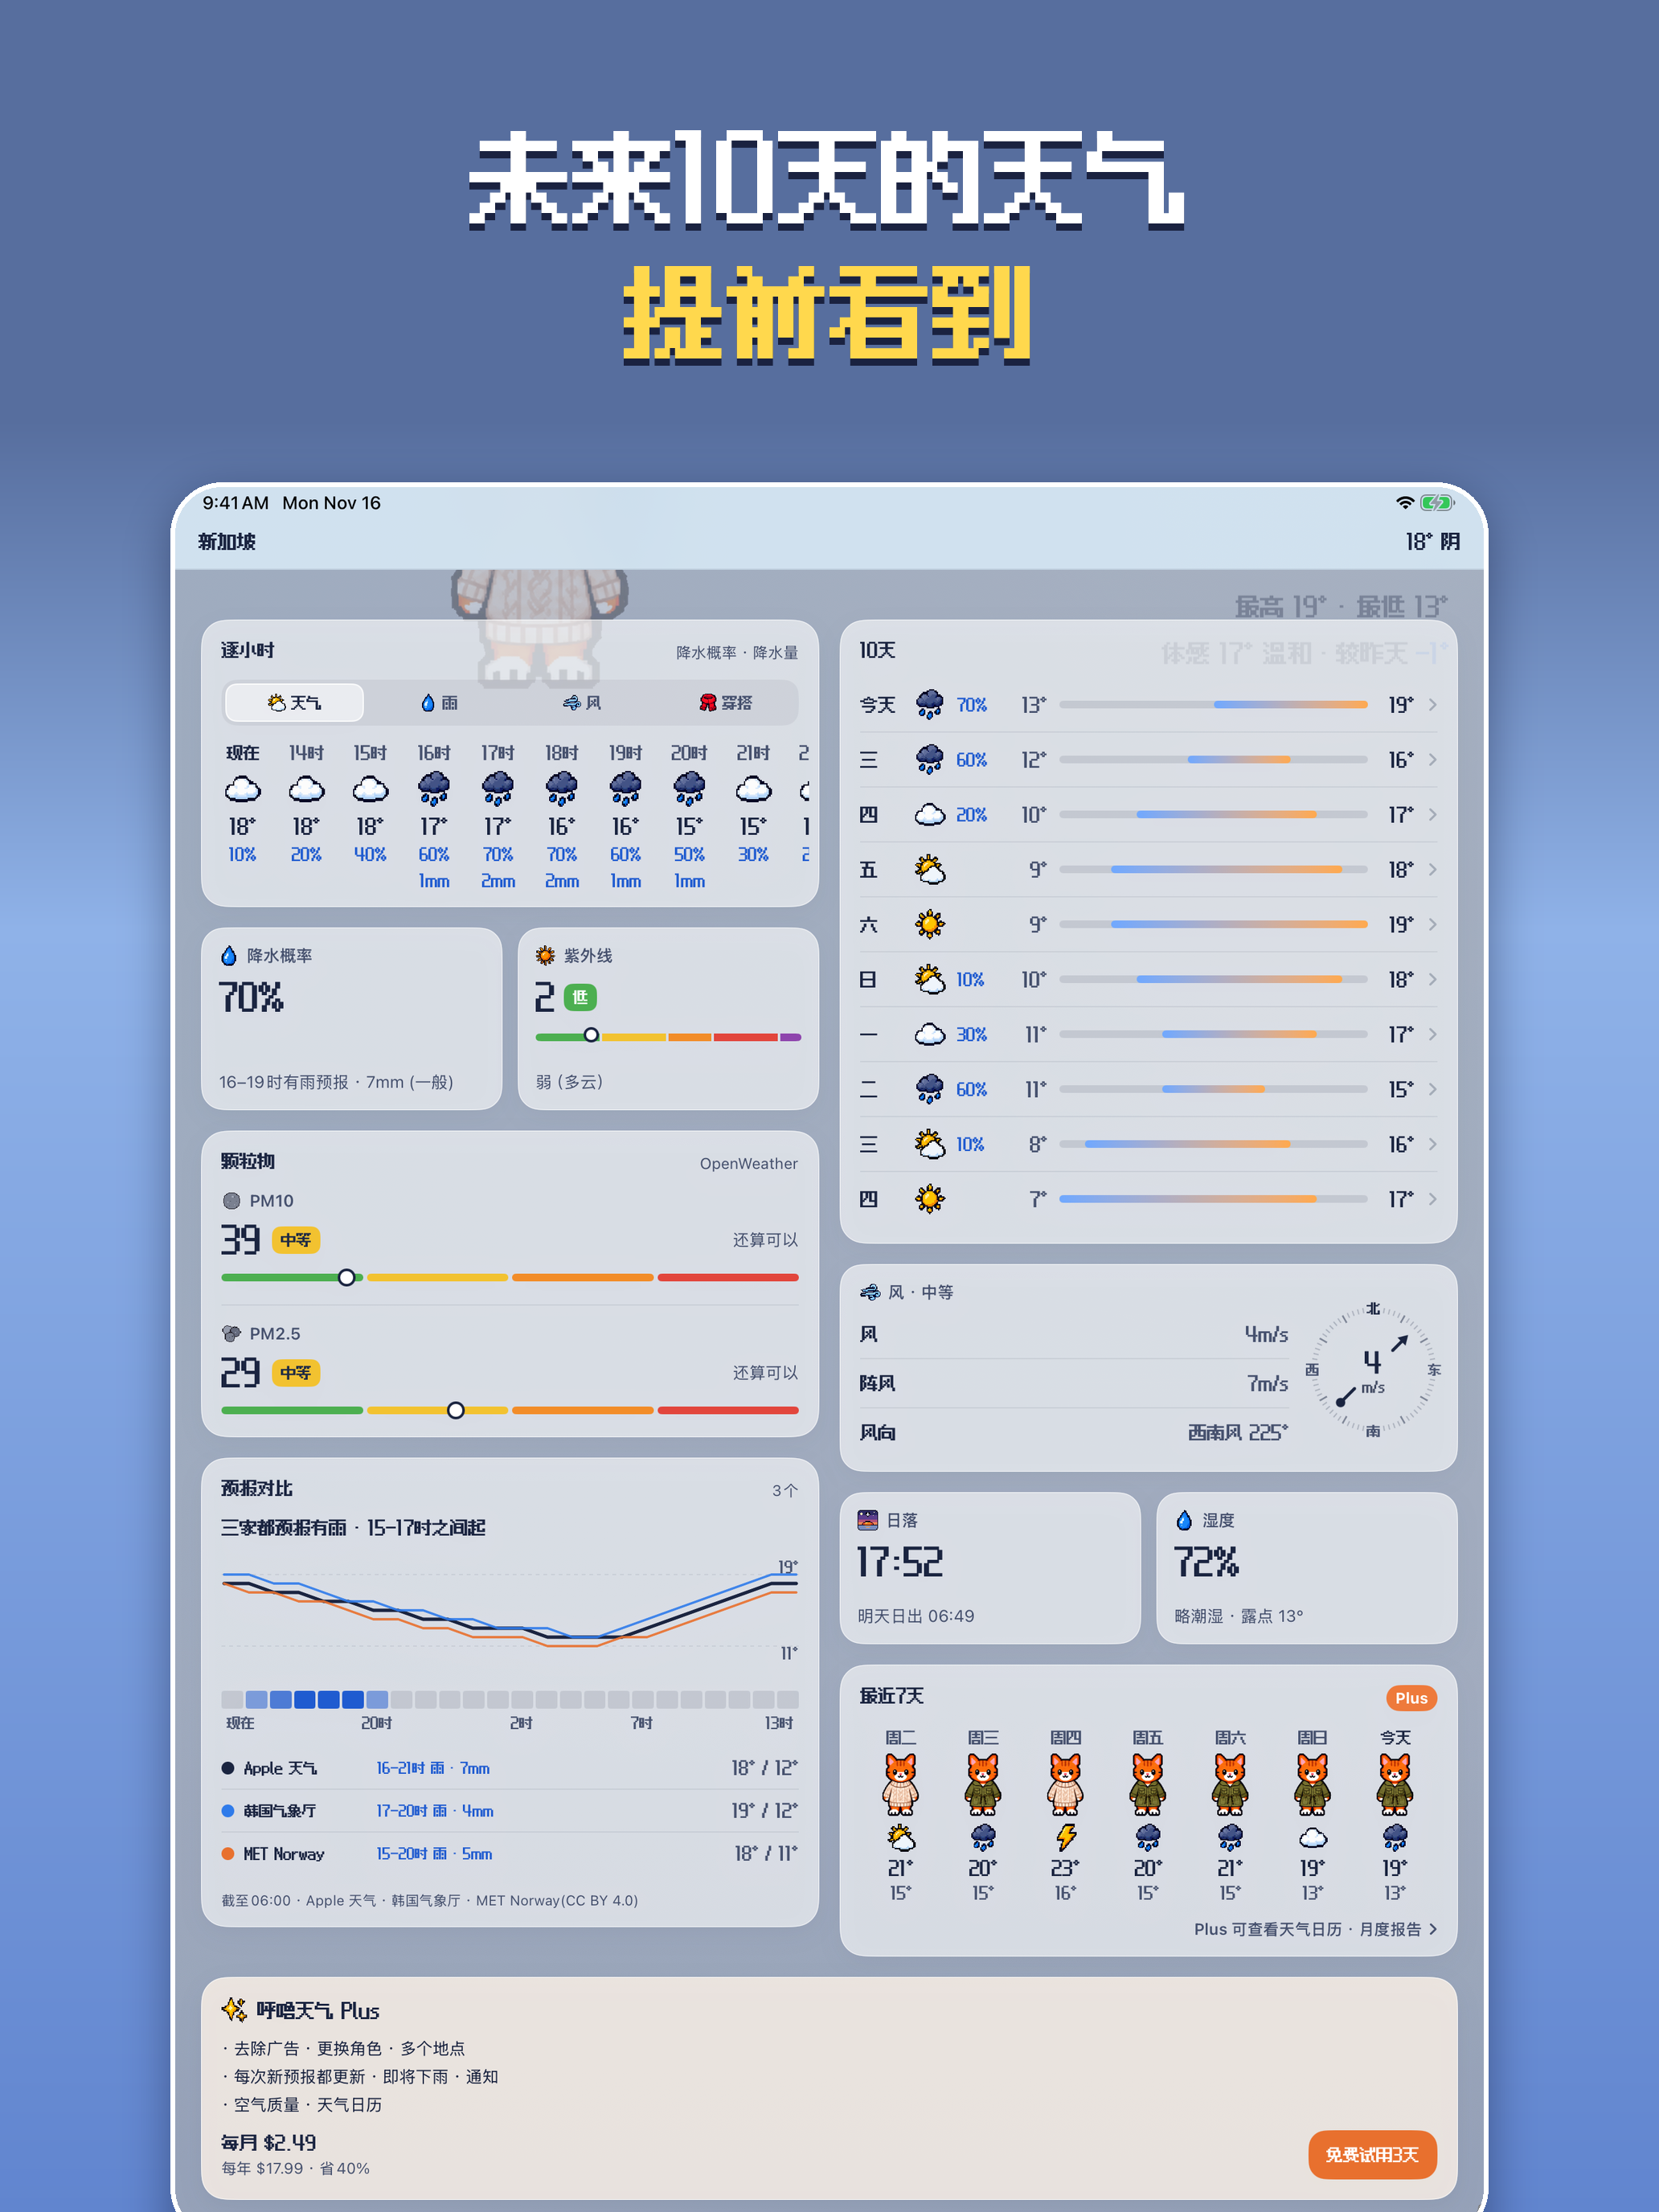 未来10天的天气
提前看到
9:41 AM Mon Nov 16
新加坡
18° 阴
最高 19° · 最低 13°
体感 17° 温和 · 较昨天 -1°
逐小时
降水概率 · 降水量
天气 雨 风 穿搭
现在 14时 15时 16时 17时 18时 19时 20时 21时 2
18° 18° 18° 17° 17° 16° 16° 15° 15° 1
10% 20% 40% 60% 70% 70% 60% 50% 30% 2
1mm 2mm 2mm 1mm 1mm
降水概率
70%
16–19时有雨预报 · 7mm (一般)
紫外线
2 低
弱 (多云)
颗粒物
OpenWeather
PM10
39 中等
还算可以
PM2.5
29 中等
还算可以
预报对比
3个
三家都预报有雨 · 15-17时之间起
19°
11°
现在 20时 2时 7时 13时
Apple 天气 16-21时 雨 · 7mm 18° / 12°
韩国气象厅 17-20时 雨 · 4mm 19° / 12°
MET Norway 15-20时 雨 · 5mm 18° / 11°
截至06:00 · Apple 天气 · 韩国气象厅 · MET Norway(CC BY 4.0)
10天
今天 70% 13° 19°
三 60% 12° 16°
四 20% 10° 17°
五 9° 18°
六 9° 19°
日 10% 10° 18°
一 30% 11° 17°
二 60% 11° 15°
三 10% 8° 16°
四 7° 17°
风 · 中等
风 4m/s
阵风 7m/s
风向 西南风 225°
北
西
东
南
4
m/s
日落
17:52
明天日出 06:49
湿度
72%
略潮湿 · 露点 13°
最近7天
Plus
周二 周三 周四 周五 周六 周日 今天
21° 20° 23° 20° 21° 19° 19°
15° 15° 16° 15° 15° 13° 13°
Plus 可查看天气日历 · 月度报告
呼噜天气 Plus
· 去除广告 · 更换角色 · 多个地点
· 每次新预报都更新 · 即将下雨 · 通知
· 空气质量 · 天气日历
每月 $2.49
每年 $17.99 · 省40%
免费试用3天